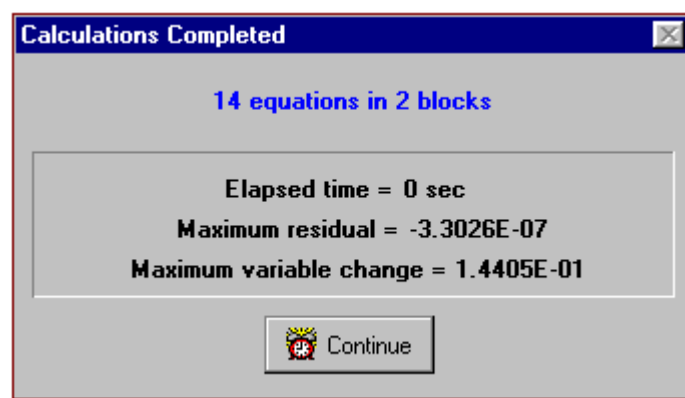 Calculations Completed
14 equations in 2 blocks
Elapsed time = 0 sec
Maximum residual = -3.3026E-07
Maximum variable change = 1.4405E-01
Continue